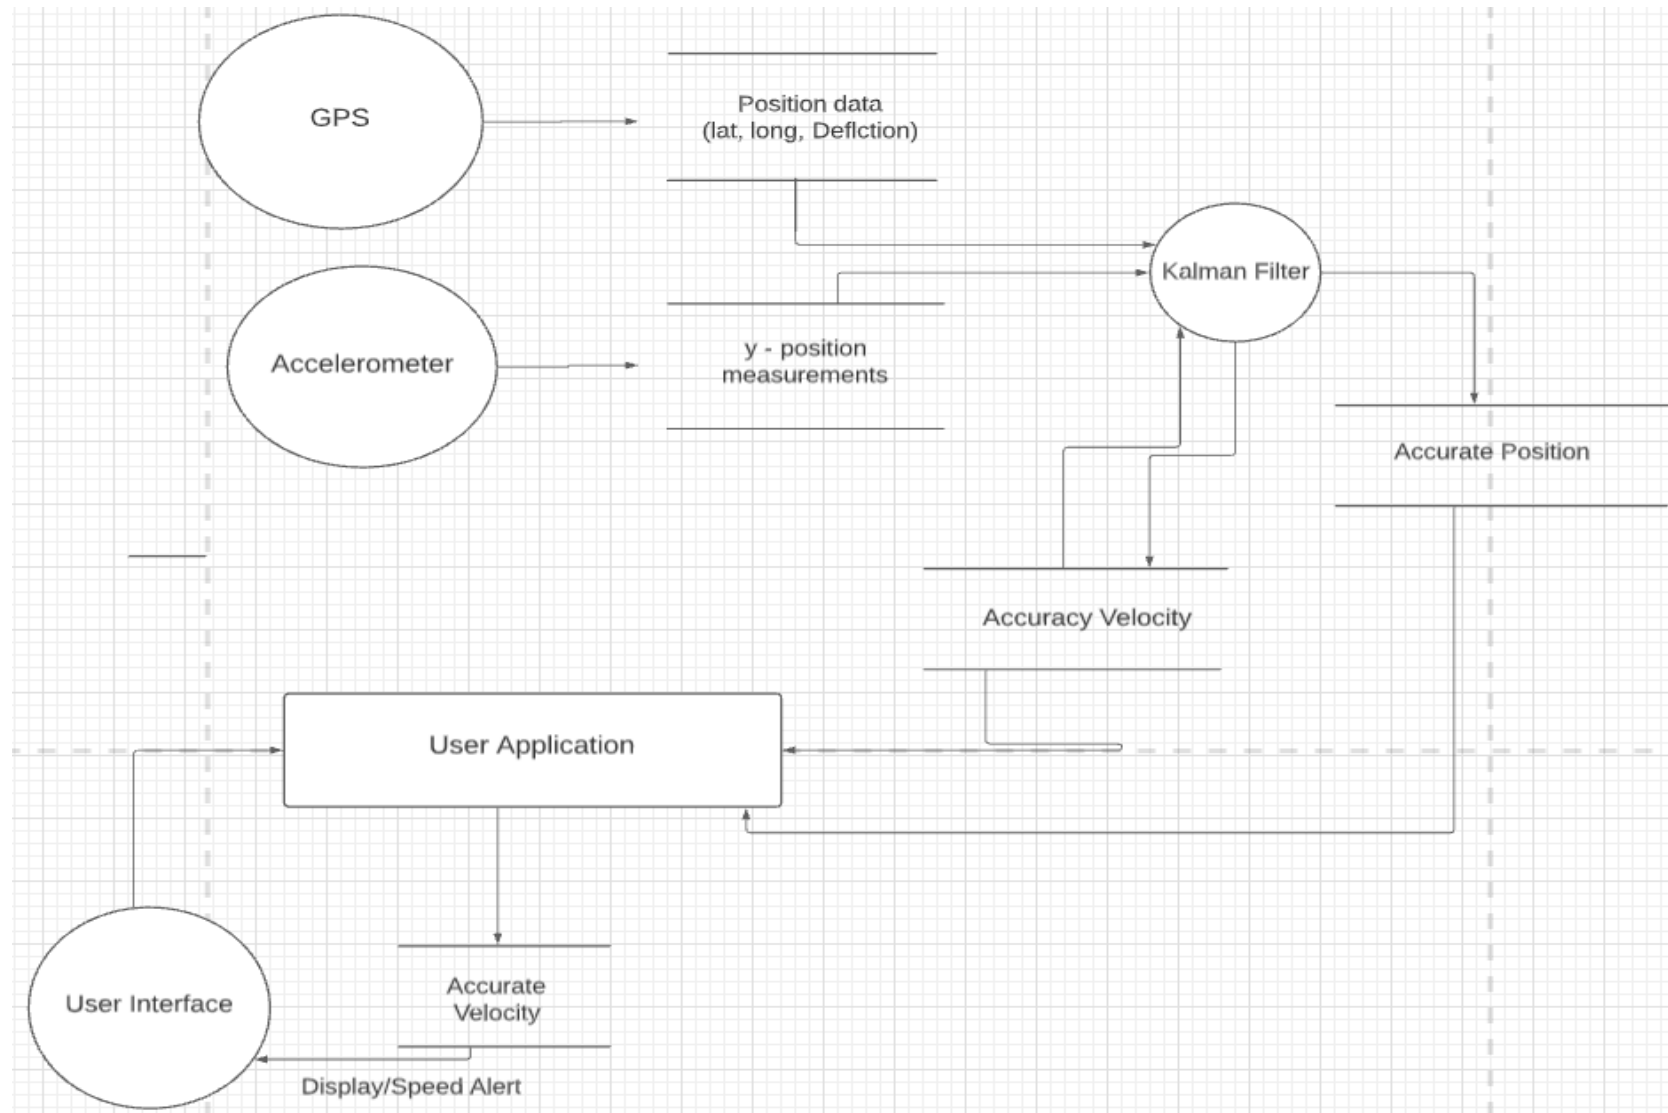 GPS
Position data
(lat, long, Deflction)
Kalman Filter
Accelerometer
y - position
measurements
Accurate Position
Accuracy Velocity
User Application
User Interface
Accurate
Velocity
Display/Speed Alert